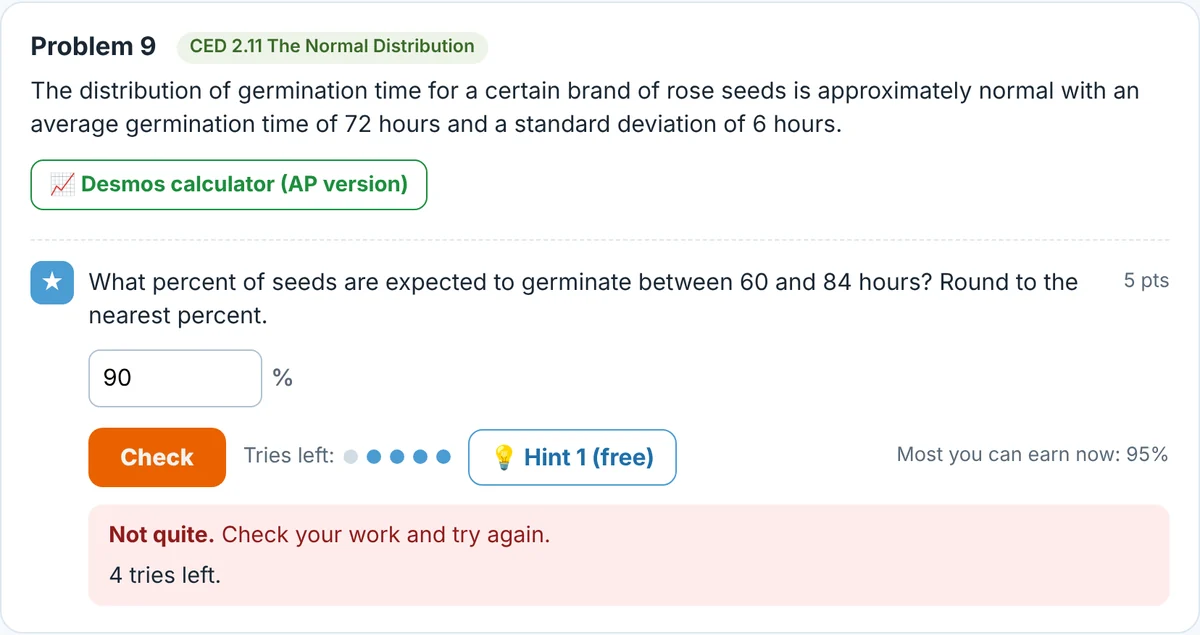 Problem 9 CED 2.11 The Normal Distribution
The distribution of germination time for a certain brand of rose seeds is approximately normal with an
average germination time of 72 hours and a standard deviation of 6 hours.
📈 Desmos calculator (AP version)
★ What percent of seeds are expected to germinate between 60 and 84 hours? Round to the 5 pts
nearest percent.
90 %
Check Tries left: 💡 Hint 1 (free) Most you can earn now: 95%
Not quite. Check your work and try again.
4 tries left.